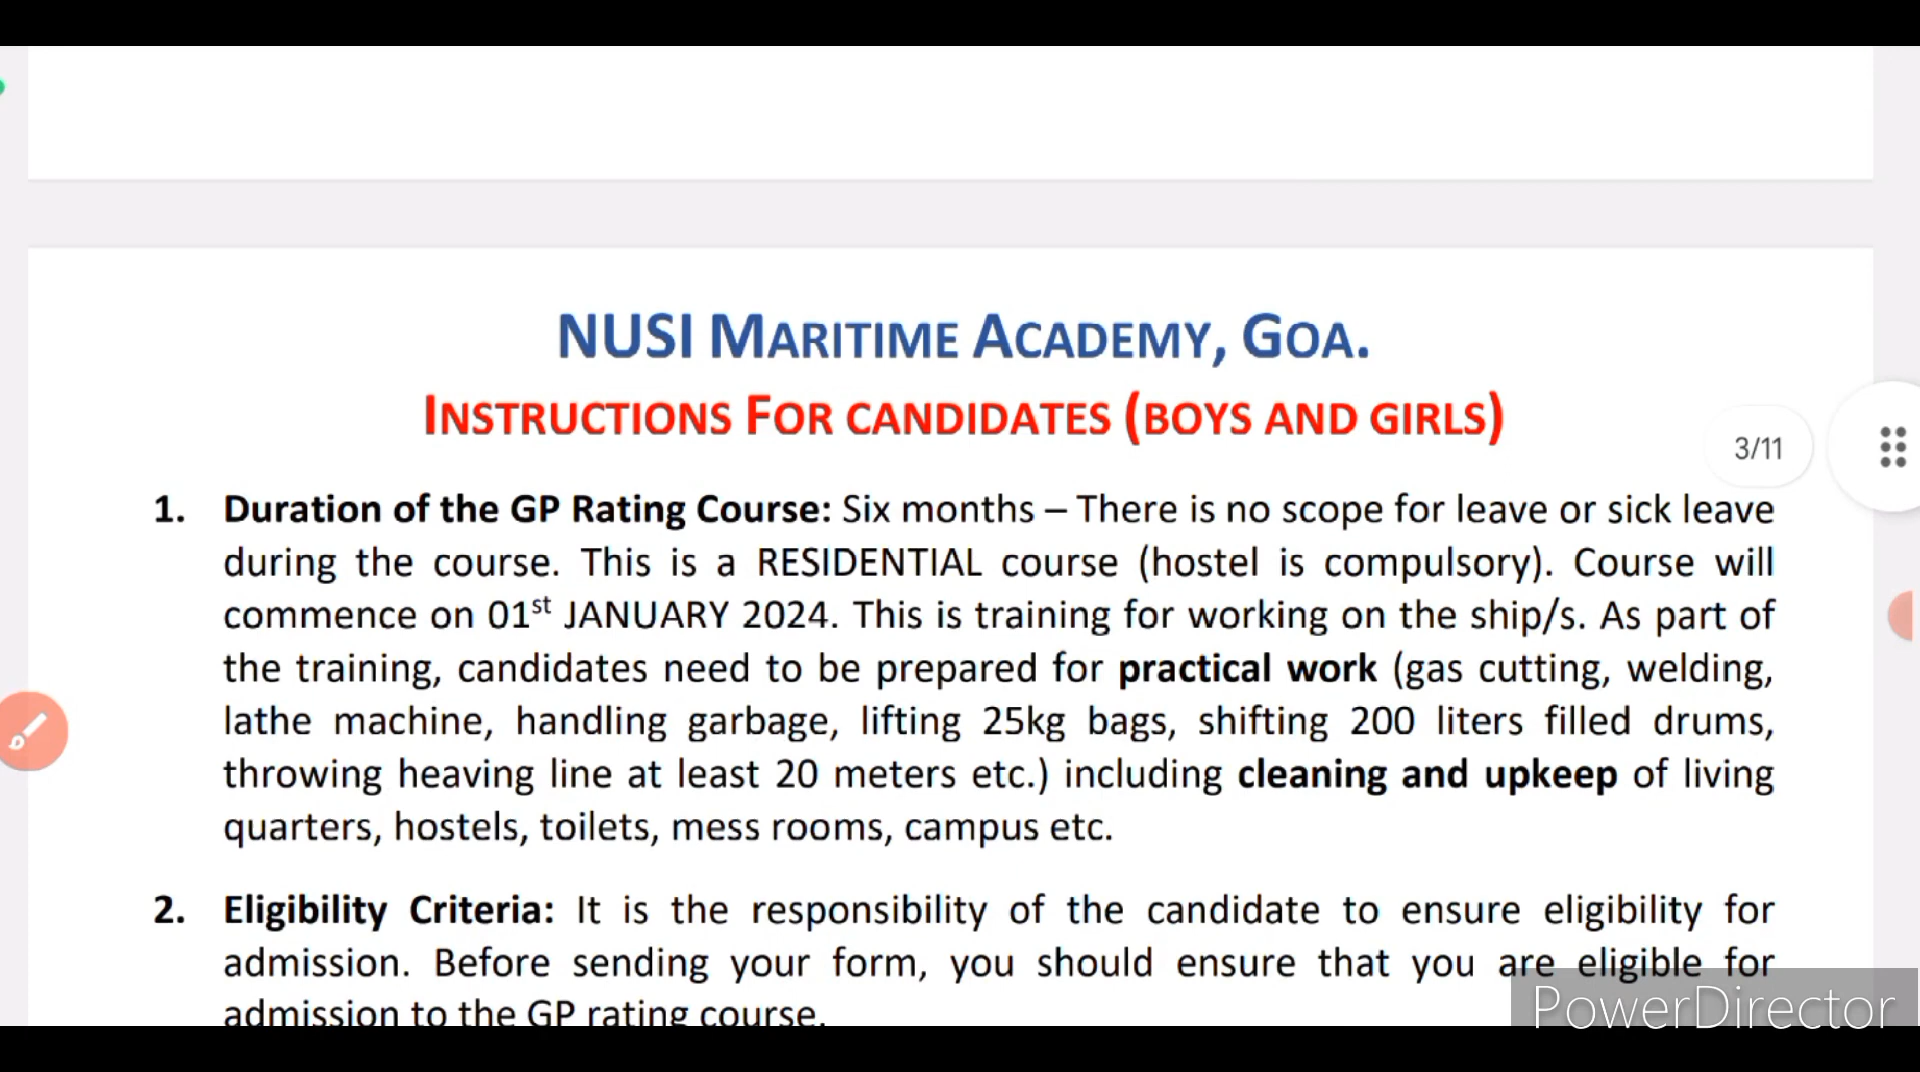 NUSI MARITIME ACADEMY, GOA.
INSTRUCTIONS FOR CANDIDATES (BOYS AND GIRLS)
3/11
1. Duration of the GP Rating Course: Six months – There is no scope for leave or sick leave
during the course. This is a RESIDENTIAL course (hostel is compulsory). Course will
commence on 01st JANUARY 2024. This is training for working on the ship/s. As part of
the training, candidates need to be prepared for practical work (gas cutting, welding,
lathe machine, handling garbage, lifting 25kg bags, shifting 200 liters filled drums,
throwing heaving line at least 20 meters etc.) including cleaning and upkeep of living
quarters, hostels, toilets, mess rooms, campus etc.
2. Eligibility Criteria: It is the responsibility of the candidate to ensure eligibility for
admission. Before sending your form, you should ensure that you are eligible for
admission to the GP rating course.
PowerDirector